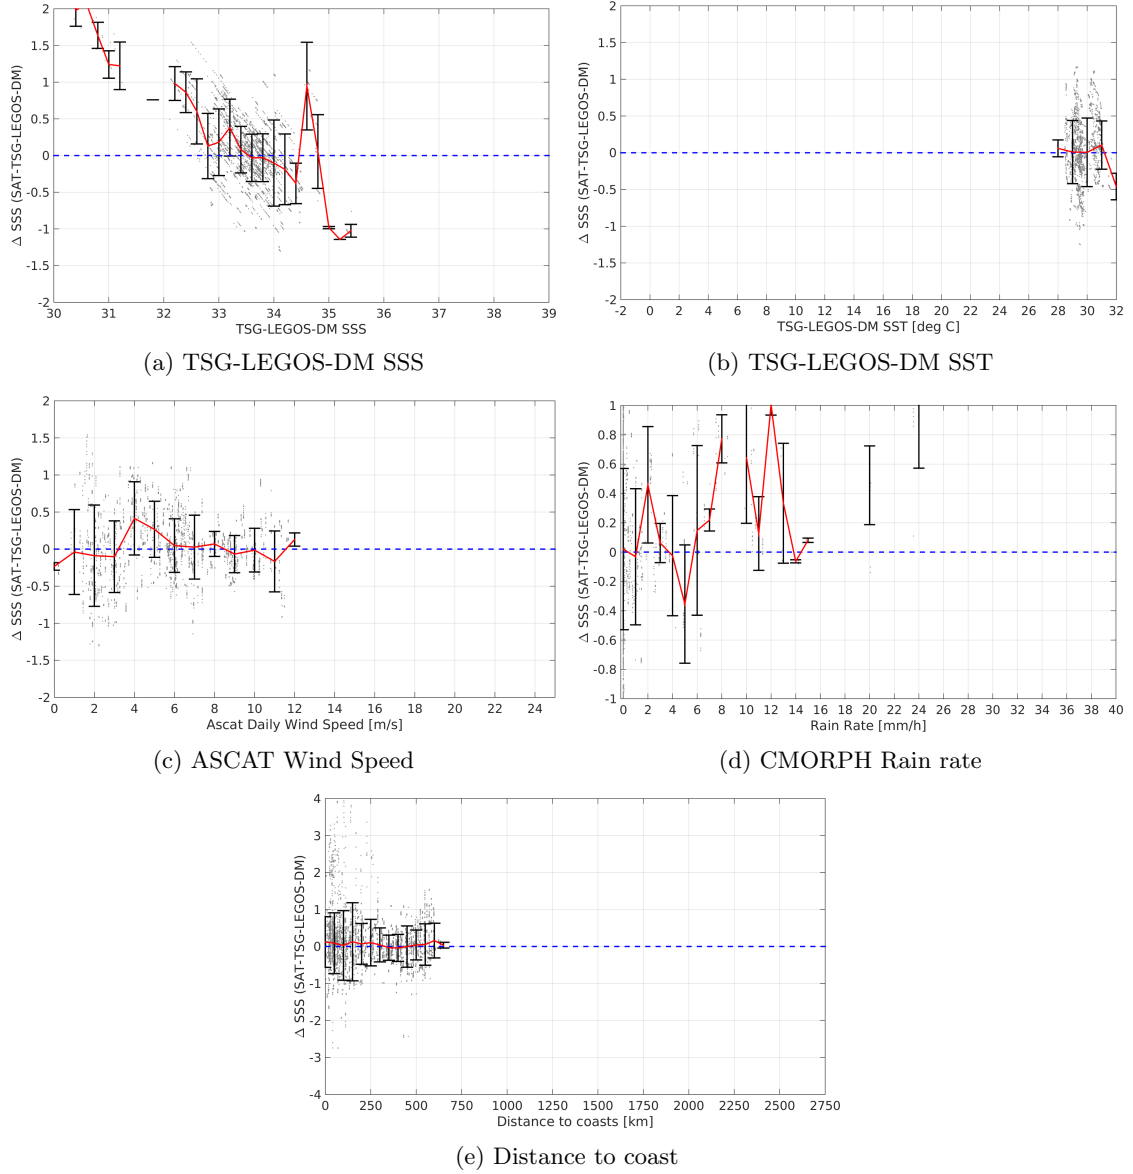 2
1.5
1
0.5
0
-0.5
-1
-1.5
-2
Δ SSS (SAT-TSG-LEGOS-DM)
30 31 32 33 34 35 36 37 38 39
TSG-LEGOS-DM SSS
(a) TSG-LEGOS-DM SSS
2
1.5
1
0.5
0
-0.5
-1
-1.5
-2
Δ SSS (SAT-TSG-LEGOS-DM)
-2 0 2 4 6 8 10 12 14 16 18 20 22 24 26 28 30 32
TSG-LEGOS-DM SST [deg C]
(b) TSG-LEGOS-DM SST
2
1.5
1
0.5
0
-0.5
-1
-1.5
-2
Δ SSS (SAT-TSG-LEGOS-DM)
0 2 4 6 8 10 12 14 16 18 20 22 24
Ascat Daily Wind Speed [m/s]
(c) ASCAT Wind Speed
1
0.8
0.6
0.4
0.2
0
-0.2
-0.4
-0.6
-0.8
-1
Δ SSS (SAT-TSG-LEGOS-DM)
0 2 4 6 8 10 12 14 16 18 20 22 24 26 28 30 32 34 36 38 40
Rain Rate [mm/h]
(d) CMORPH Rain rate
4
3
2
1
0
-1
-2
-3
-4
Δ SSS (SAT-TSG-LEGOS-DM)
0 250 500 750 1000 1250 1500 1750 2000 2250 2500 2750
Distance to coasts [km]
(e) Distance to coast